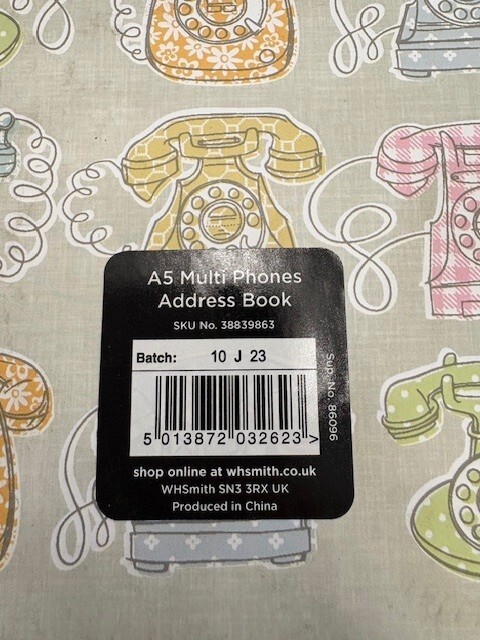 A5 Multi Phones
Address Book
SKU No. 38839863
Batch: 10 J 23
Sup. No. 86096
5 013872 032623 >
shop online at whsmith.co.uk
WHSmith SN3 3RX UK
Produced in China